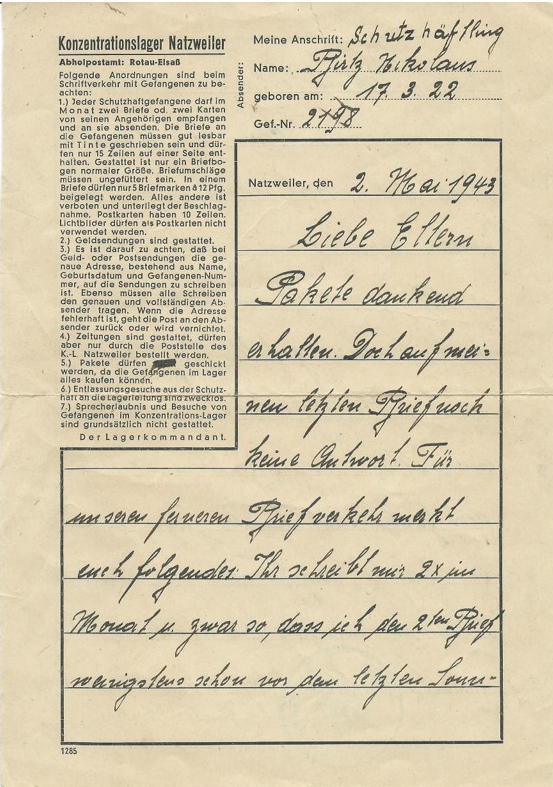 Konzentrationslager Natzweiler
Abholpostamt: Rotau-Elsaß
Folgende Anordnungen sind beim
Schriftverkehr mit Gefangenen zu be-
achten:
1.) Jeder Schutzhaftgefangene darf im
Monat zwei Briefe od. zwei Karten
von seinen Angehörigen empfangen
und an sie absenden. Die Briefe an
die Gefangenen müssen gut lesbar
mit Tinte geschrieben sein und dür-
fen nur 15 Zeilen auf einer Seite ent-
halten. Gestattet ist nur ein Briefbo-
gen normaler Größe. Briefumschläge
müssen ungefüttert sein. In einem
Briefe dürfen nur 5 Briefmarken à 12 Pfg.
beigelegt werden. Alles andere ist
verboten und unterliegt der Beschlag-
nahme. Postkarten haben 10 Zeilen.
Lichtbilder dürfen als Postkarten nicht
verwendet werden.
2.) Geldsendungen sind gestattet.
3.) Es ist darauf zu achten, daß bei
Geld- oder Postsendungen die ge-
naue Adresse, bestehend aus Name,
Geburtsdatum und Gefangenen-Num-
mer, auf die Sendungen zu schreiben
ist. Ebenso müssen alle Schreiben
den genauen und vollständigen Ab-
sender tragen. Wenn die Adresse
fehlerhaft ist, geht die Post an den Ab-
sender zurück oder wird vernichtet.
4.) Zeitungen sind gestattet, dürfen
aber nur durch die Poststelle des
K.-L. Natzweiler bestellt werden.
5.) Pakete dürfen geschickt
werden, da die Gefangenen im Lager
alles kaufen können.
6.) Entlassungsgesuche aus der Schutz-
haft an die Lagerleitung sind zwecklos.
7.) Sprecherlaubnis und Besuche von
Gefangenen im Konzentrations-Lager
sind grundsätzlich nicht gestattet.
Der Lagerkommandant.
Absender:
Meine Anschrift: Schutzhäftling
Name: Nikolaus
geboren am: 17. 3. 22
Gef.-Nr. 2198
Natzweiler, den 2. Mai 1943
Liebe Eltern
Pakete dankend
erhalten. Doch auf mei-
nen letzten Brief noch
keine Antwort. Für
unseren ferneren Briefverkehr merkt
euch folgendes: Ihr schreibt mir 2x im
Monat u. zwar so, dass ich den 2ten Brief
wenigstens schon vor dem letzten Sonn-
1285